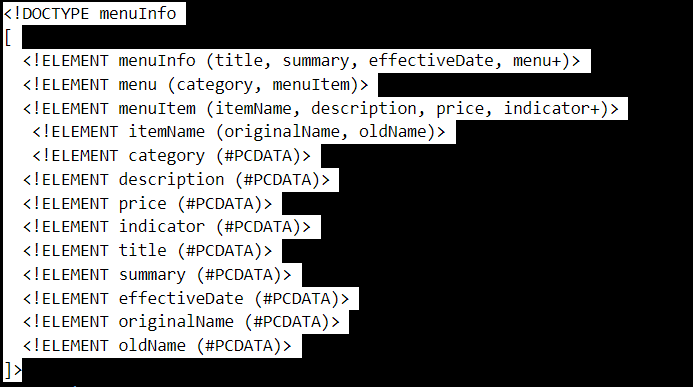 <!DOCTYPE menuInfo
[
<!ELEMENT menuInfo (title, summary, effectiveDate, menu+)>
<!ELEMENT menu (category, menuItem)>
<!ELEMENT menuItem (itemName, description, price, indicator+)>
<!ELEMENT itemName (originalName, oldName)>
<!ELEMENT category (#PCDATA)>
<!ELEMENT description (#PCDATA)>
<!ELEMENT price (#PCDATA)>
<!ELEMENT indicator (#PCDATA)>
<!ELEMENT title (#PCDATA)>
<!ELEMENT summary (#PCDATA)>
<!ELEMENT effectiveDate (#PCDATA)>
<!ELEMENT originalName (#PCDATA)>
<!ELEMENT oldName (#PCDATA)>
]>